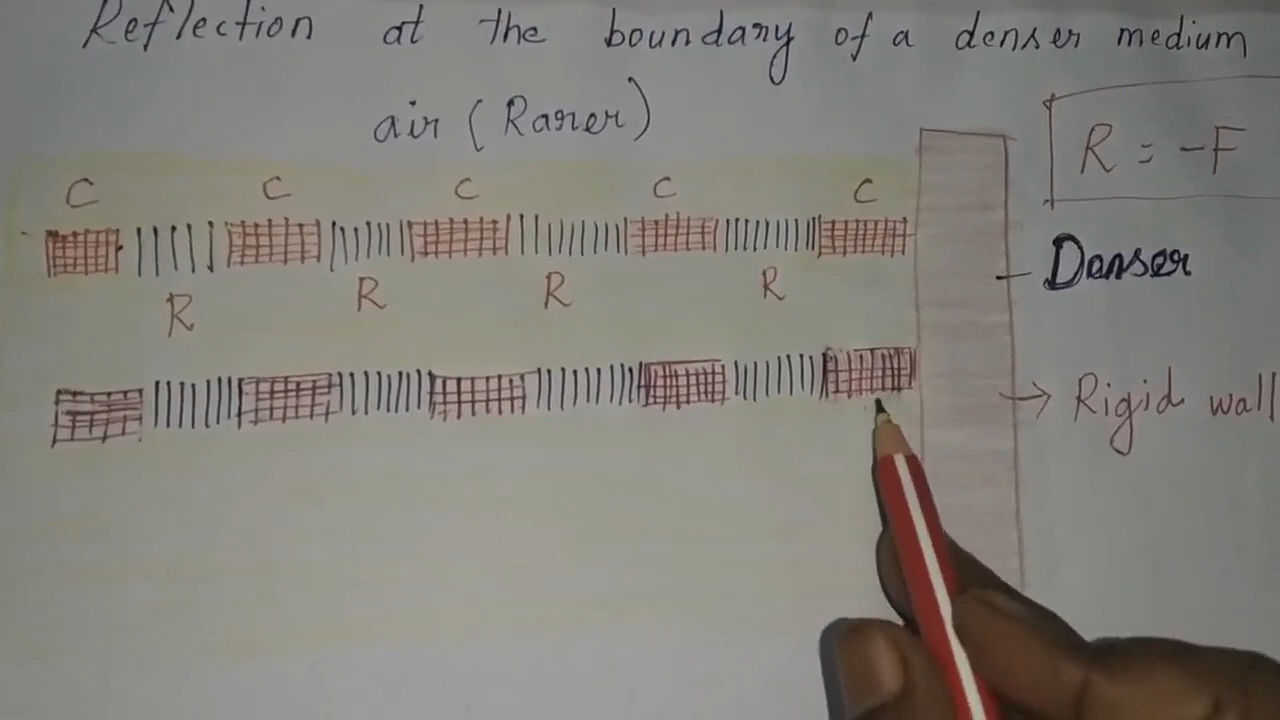 Reflection at the boundary of a denser medium
air (Rarer)
R = -F
C C C C C
Denser
R R R R
Rigid wall